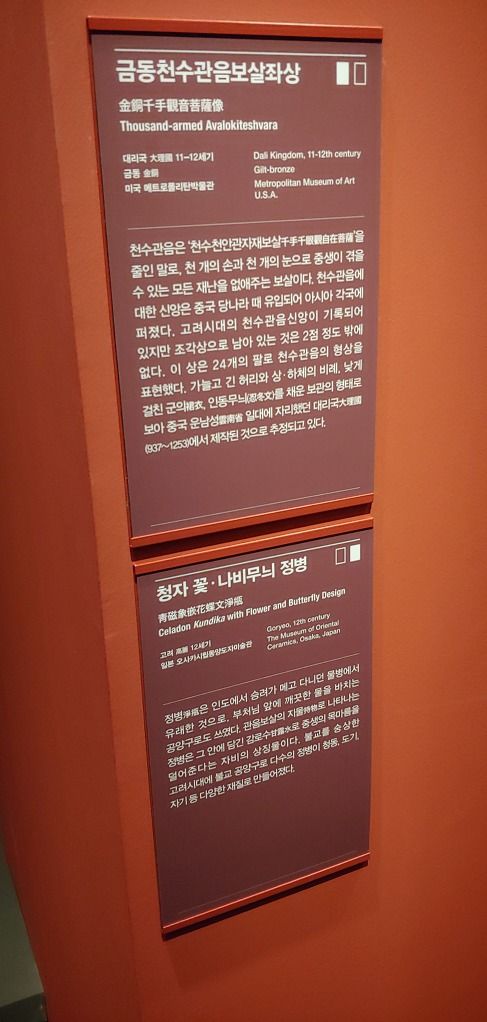 금동천수관음보살좌상
金銅千手觀音菩薩像
Thousand-armed Avalokiteshvara
대리국 大理國 11–12세기
금동 金銅
미국 메트로폴리탄박물관
Dali Kingdom, 11-12th century
Gilt-bronze
Metropolitan Museum of Art
U.S.A.
천수관음은 ‘천수천안관자재보살千手千眼觀自在菩薩’을
줄인 말로, 천 개의 손과 천 개의 눈으로 중생이 겪을
수 있는 모든 재난을 없애주는 보살이다. 천수관음에
대한 신앙은 중국 당나라 때 유입되어 아시아 각국에
퍼졌다. 고려시대의 천수관음신앙이 기록되어
있지만 조각상으로 남아 있는 것은 2점 정도 밖에
없다. 이 상은 24개의 팔로 천수관음의 형상을
표현했다. 가늘고 긴 허리와 상·하체의 비례, 낮게
걸친 군의裙衣, 인동무늬(忍冬文)를 채운 보관의 형태로
보아 중국 운남성雲南省 일대에 자리했던 대리국大理國
(937~1253)에서 제작된 것으로 추정되고 있다.
청자 꽃·나비무늬 정병
靑磁象嵌花蝶文淨甁
Celadon Kundika with Flower and Butterfly Design
고려 高麗 12세기
일본 오사카시립동양도자미술관
Goryeo, 12th century
The Museum of Oriental
Ceramics, Osaka, Japan
정병淨甁은 인도에서 승려가 메고 다니던 물병에서
유래한 것으로, 부처님 앞에 깨끗한 물을 바치는
공양구로도 쓰였다. 관음보살의 지물持物로 나타나는
정병은 그 안에 담긴 감로수甘露水로 중생의 목마름을
덜어준다는 자비의 상징물이다. 불교를 숭상한
고려시대에 불교 공양구로 다수의 정병이 청동, 도기,
자기 등 다양한 재질로 만들어졌다.